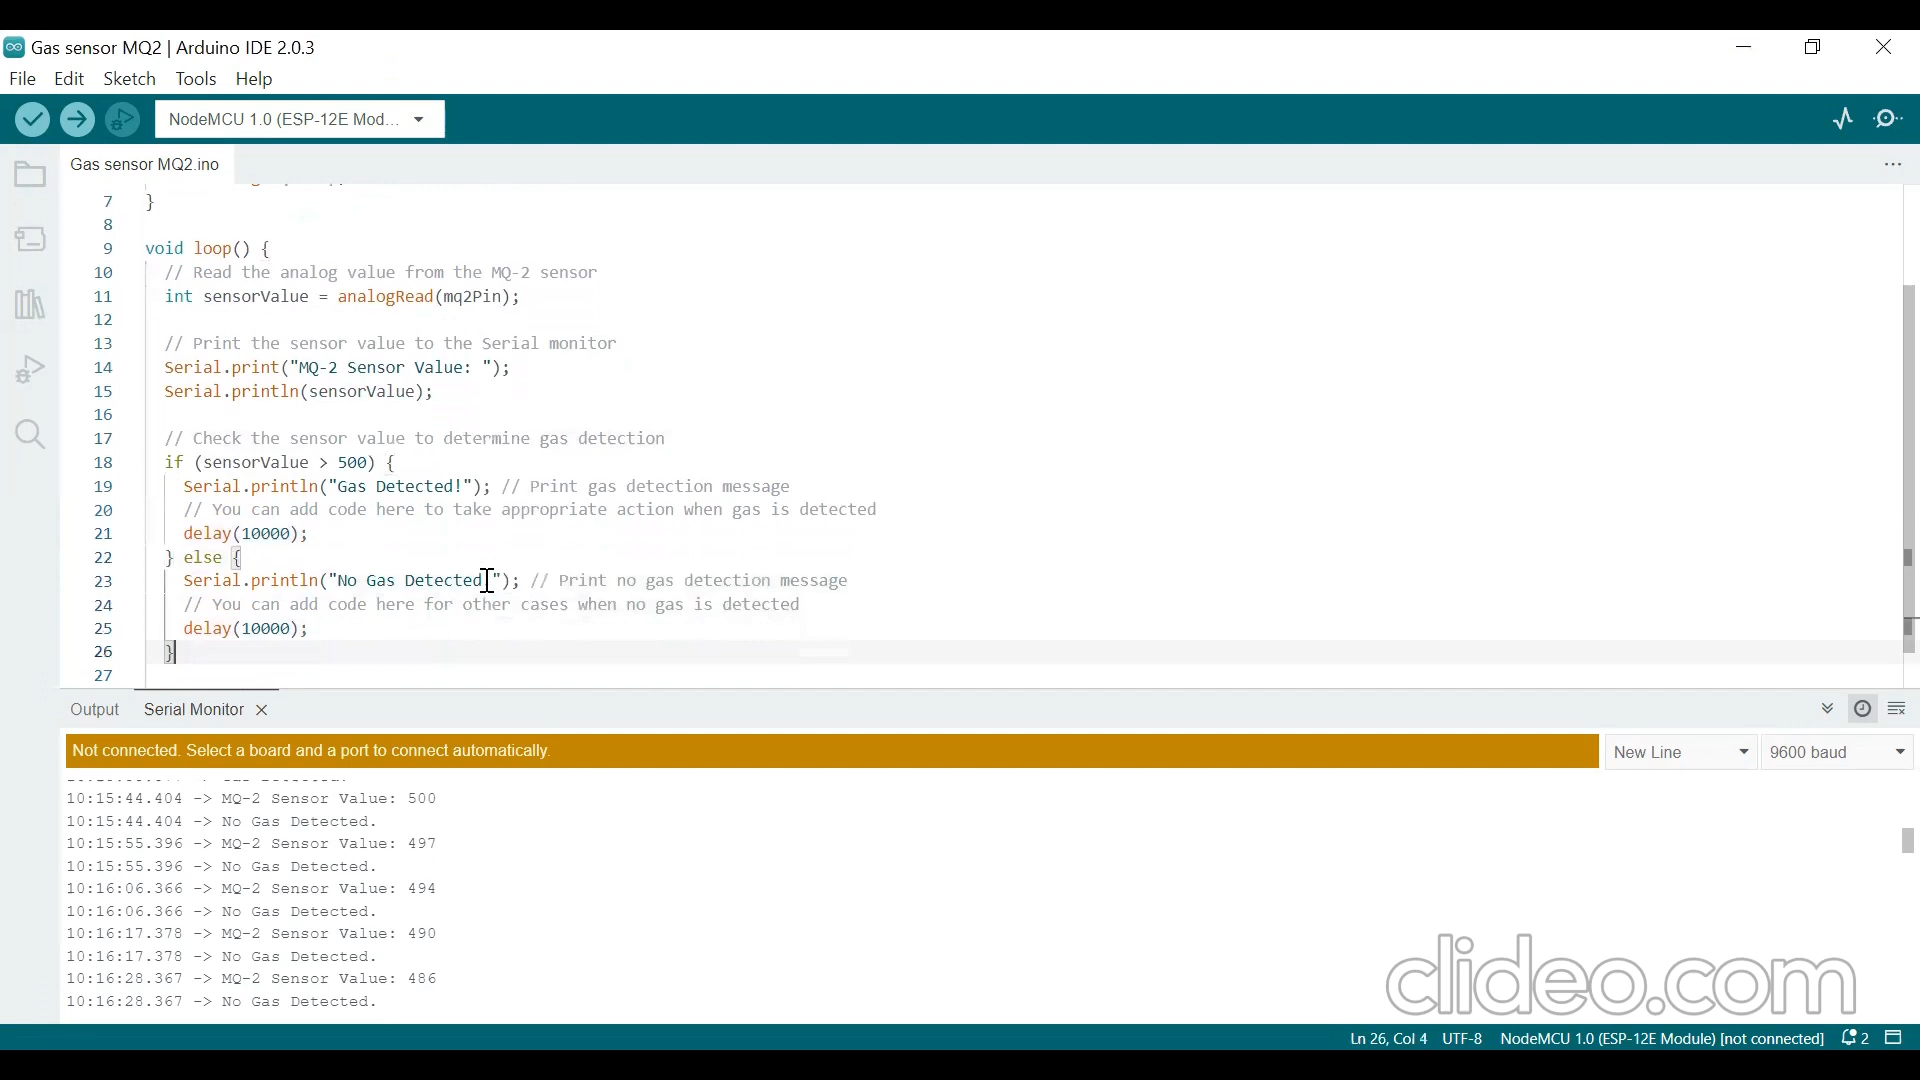 Gas sensor MQ2 | Arduino IDE 2.0.3
File Edit Sketch Tools Help
NodeMCU 1.0 (ESP-12E Mod...
Gas sensor MQ2.ino
7 }
8
9 void loop() {
10 // Read the analog value from the MQ-2 sensor
11 int sensorValue = analogRead(mq2Pin);
12
13 // Print the sensor value to the Serial monitor
14 Serial.print("MQ-2 Sensor Value: ");
15 Serial.println(sensorValue);
16
17 // Check the sensor value to determine gas detection
18 if (sensorValue > 500) {
19 Serial.println("Gas Detected!"); // Print gas detection message
20 // You can add code here to take appropriate action when gas is detected
21 delay(10000);
22 } else {
23 Serial.println("No Gas Detected."); // Print no gas detection message
24 // You can add code here for other cases when no gas is detected
25 delay(10000);
26 }
27
Output Serial Monitor
Not connected. Select a board and a port to connect automatically.
New Line 9600 baud
10:15:44.404 -> MQ-2 Sensor Value: 500
10:15:44.404 -> No Gas Detected.
10:15:55.396 -> MQ-2 Sensor Value: 497
10:15:55.396 -> No Gas Detected.
10:16:06.366 -> MQ-2 Sensor Value: 494
10:16:06.366 -> No Gas Detected.
10:16:17.378 -> MQ-2 Sensor Value: 490
10:16:17.378 -> No Gas Detected.
10:16:28.367 -> MQ-2 Sensor Value: 486
10:16:28.367 -> No Gas Detected.
clideo.com
Ln 26, Col 4 UTF-8 NodeMCU 1.0 (ESP-12E Module) [not connected] 2